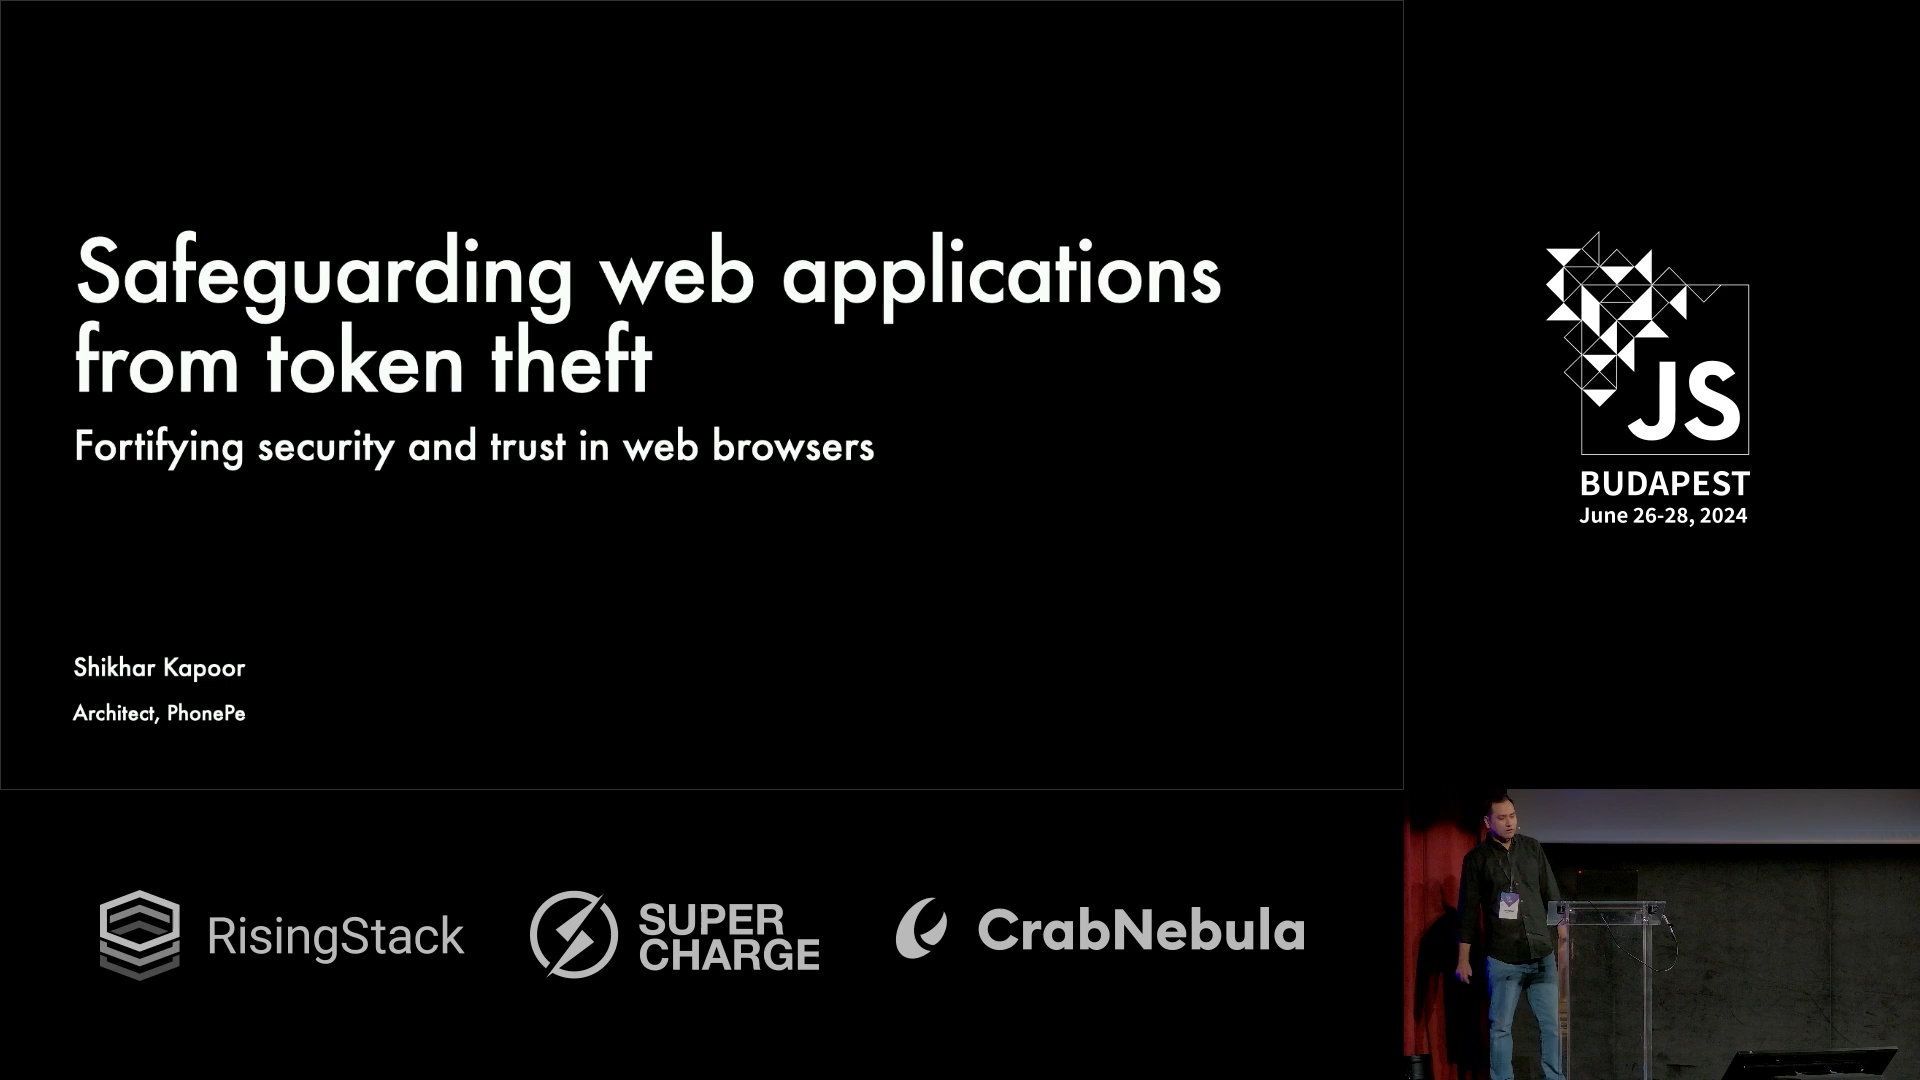 Safeguarding web applications
from token theft
Fortifying security and trust in web browsers
Shikhar Kapoor
Architect, PhonePe
JS
BUDAPEST
June 26-28, 2024
RisingStack
SUPER
CHARGE
CrabNebula